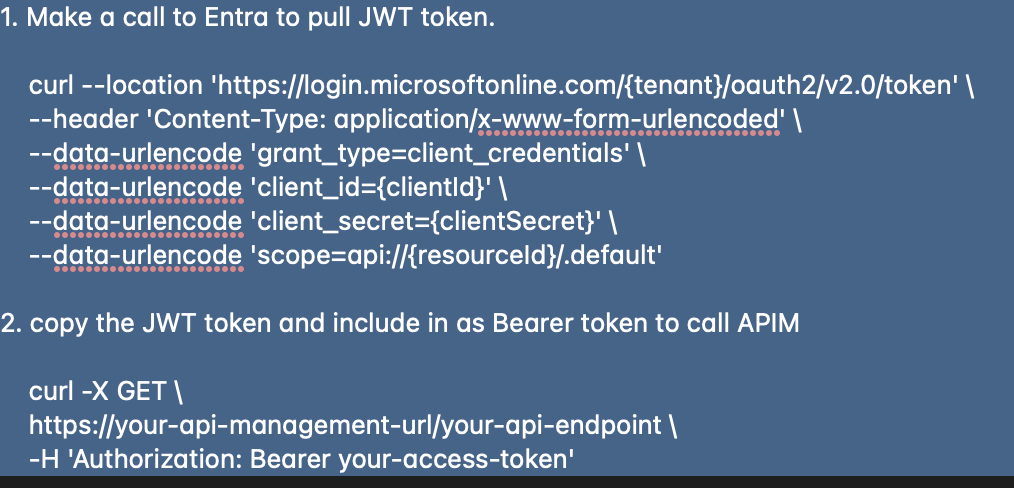 1. Make a call to Entra to pull JWT token.
curl --location 'https://login.microsoftonline.com/{tenant}/oauth2/v2.0/token' \
--header 'Content-Type: application/x-www-form-urlencoded' \
--data-urlencode 'grant_type=client_credentials' \
--data-urlencode 'client_id={clientId}' \
--data-urlencode 'client_secret={clientSecret}' \
--data-urlencode 'scope=api://{resourceId}/.default'
2. copy the JWT token and include in as Bearer token to call APIM
curl -X GET \
https://your-api-management-url/your-api-endpoint \
-H 'Authorization: Bearer your-access-token'